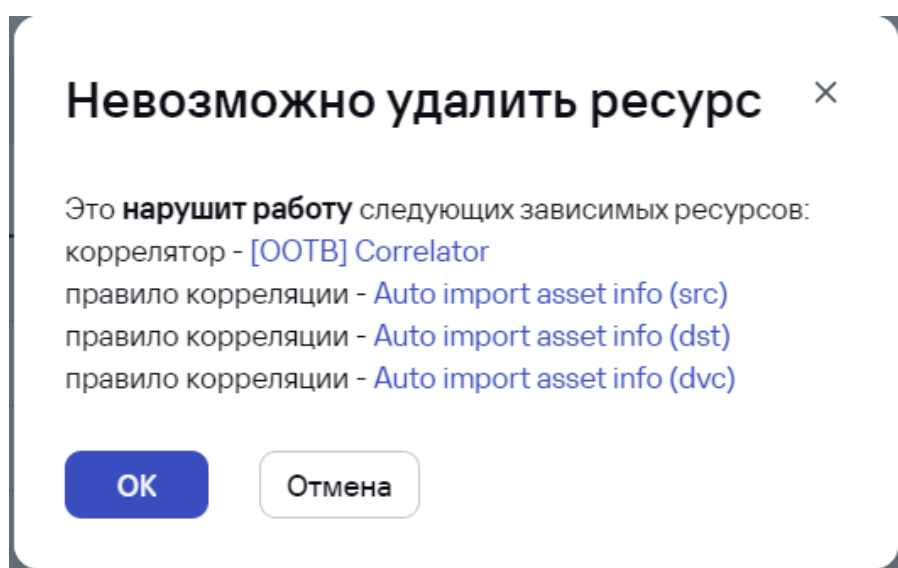 Невозможно удалить ресурс
Это нарушит работу следующих зависимых ресурсов:
коррелятор - [OOTB] Correlator
правило корреляции - Auto import asset info (src)
правило корреляции - Auto import asset info (dst)
правило корреляции - Auto import asset info (dvc)
ОК
Отмена